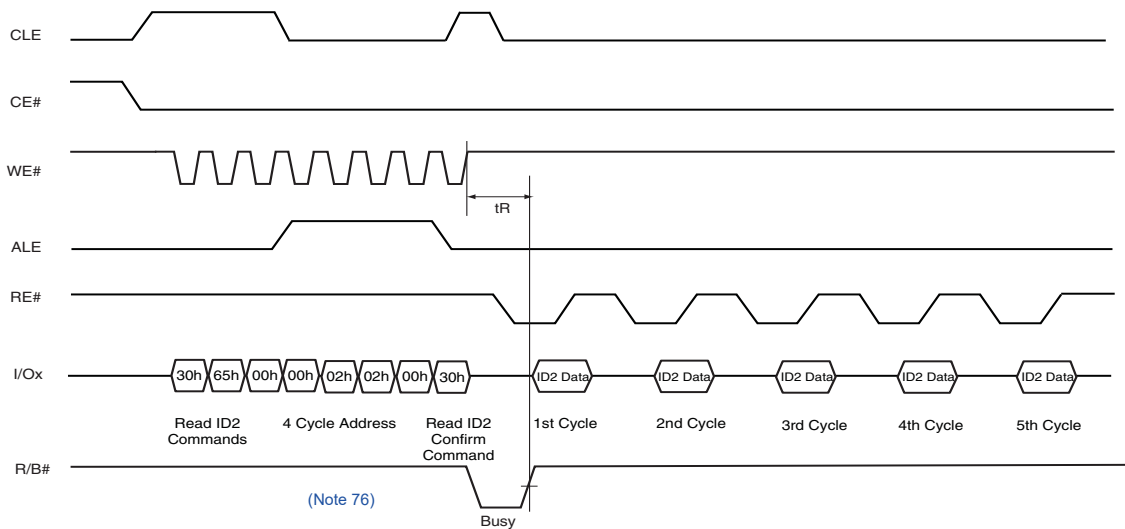 CLE
CE#
WE#
tR
ALE
RE#
I/Ox
30h 65h 00h 00h 02h 02h 00h 30h ID2 Data ID2 Data ID2 Data ID2 Data ID2 Data
Read ID2 Commands
4 Cycle Address
Read ID2 Confirm Command
1st Cycle
2nd Cycle
3rd Cycle
4th Cycle
5th Cycle
R/B#
(Note 76)
Busy